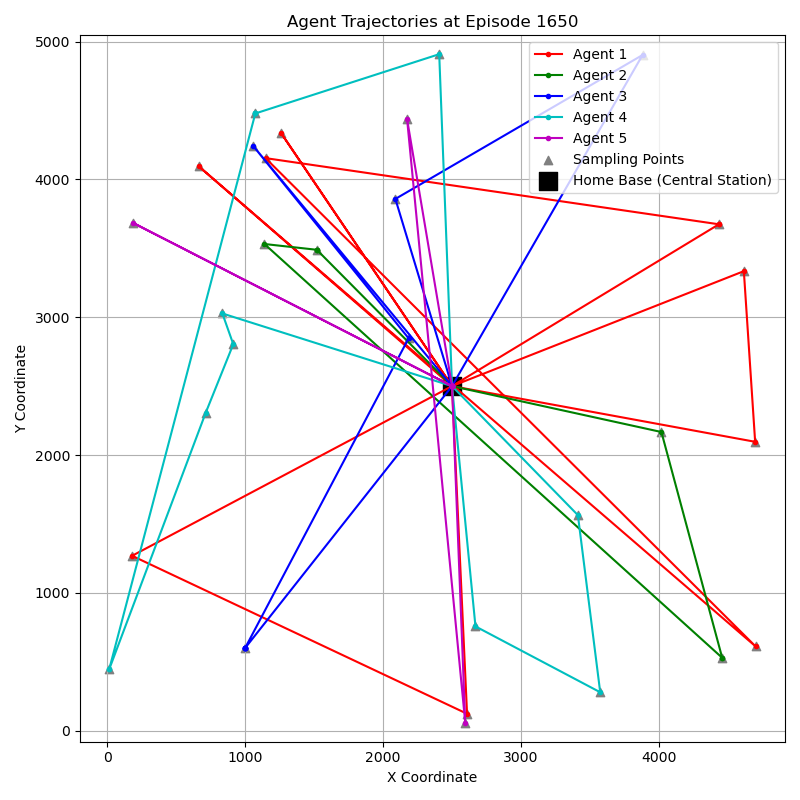 Agent Trajectories at Episode 1650
5000
4000
3000
2000
1000
0
Y Coordinate
Agent 1
Agent 2
Agent 3
Agent 4
Agent 5
Sampling Points
Home Base (Central Station)
0 1000 2000 3000 4000
X Coordinate